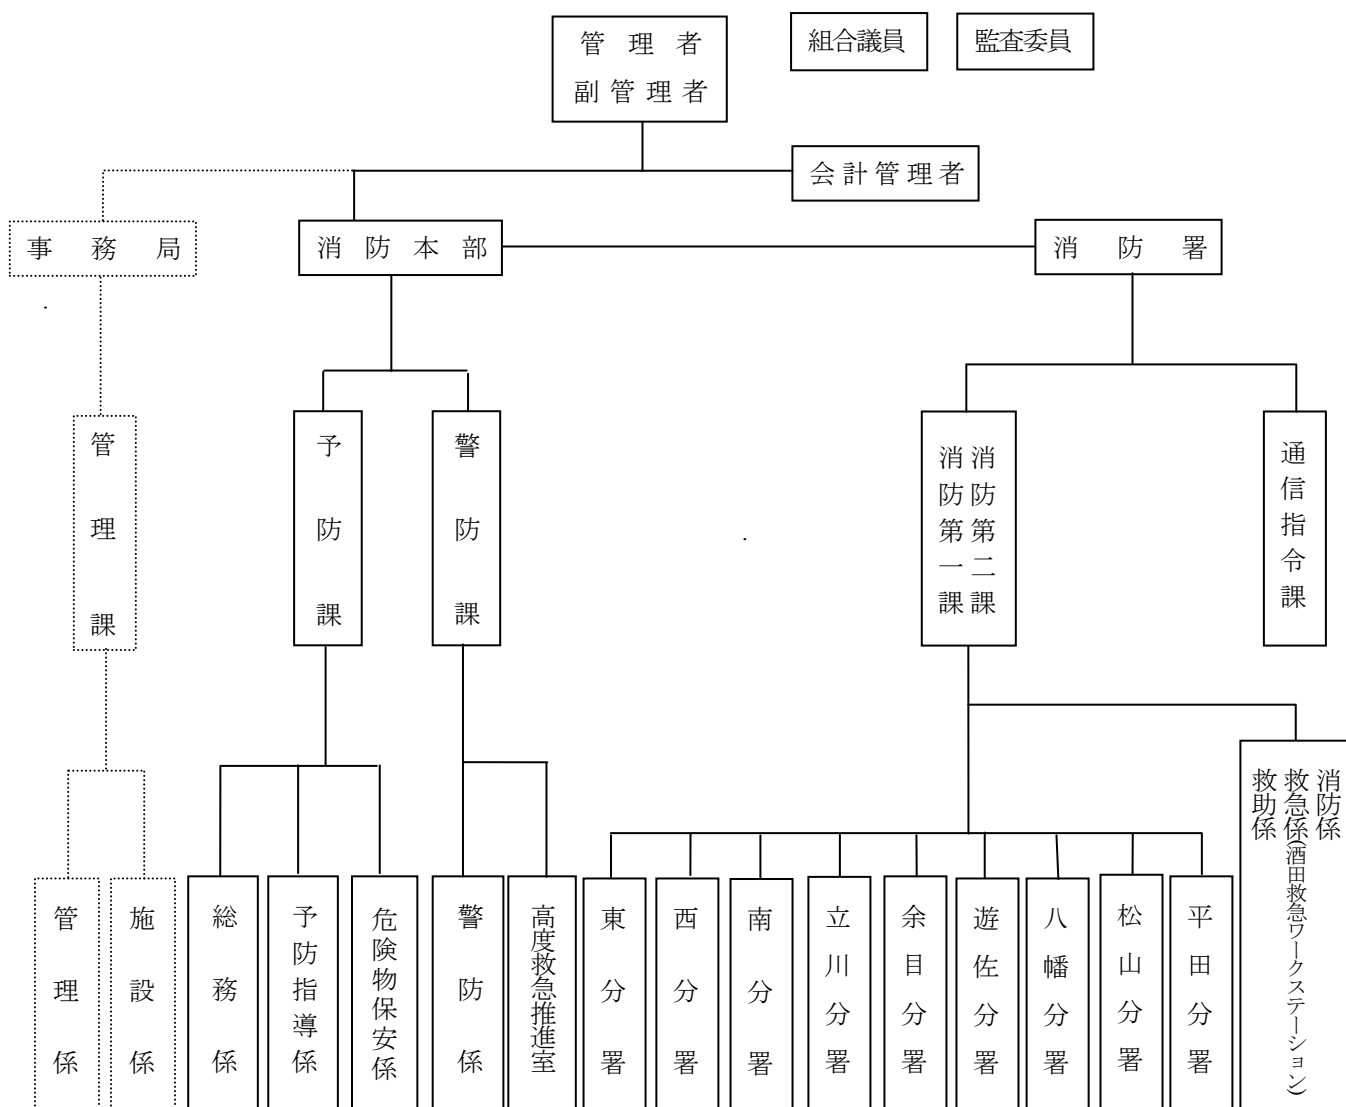 管理者
副管理者
組合議員
監査委員
会計管理者
事務局
消防本部
消防署
管理課
予防課
警防課
消防第二課
消防第一課
通信指令課
消防係
救急係(酒田救急ワークステーション)
救助係
管理係
施設係
総務係
予防指導係
危険物保安係
警防係
高度救急推進室
東分署
西分署
南分署
立川分署
余目分署
遊佐分署
八幡分署
松山分署
平田分署